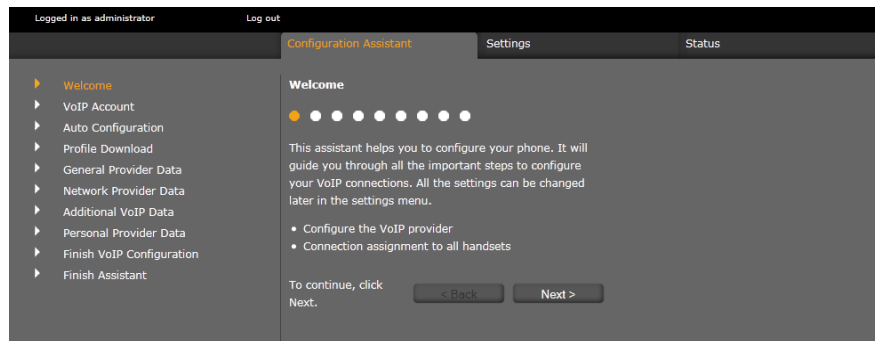 Logged in as administrator Log out
Configuration Assistant Settings Status
Welcome
VoIP Account
Auto Configuration
Profile Download
General Provider Data
Network Provider Data
Additional VoIP Data
Personal Provider Data
Finish VoIP Configuration
Finish Assistant
Welcome
This assistant helps you to configure your phone. It will
guide you through all the important steps to configure
your VoIP connections. All the settings can be changed
later in the settings menu.
• Configure the VoIP provider
• Connection assignment to all handsets
To continue, click
Next.
< Back Next >